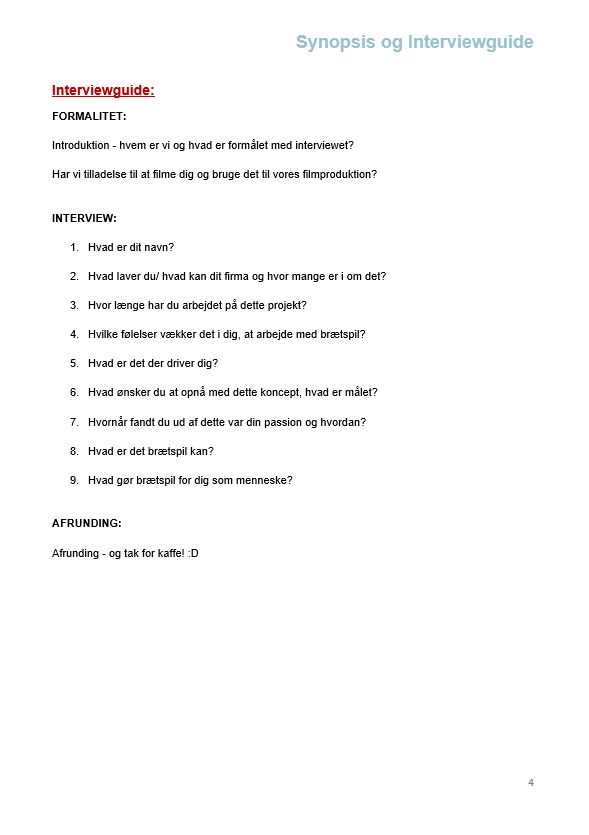 Synopsis og Interviewguide
Interviewguide:
FORMALITET:
Introduktion - hvem er vi og hvad er formålet med interviewet?
Har vi tilladelse til at filme dig og bruge det til vores filmproduktion?
INTERVIEW:
1. Hvad er dit navn?
2. Hvad laver du/ hvad kan dit firma og hvor mange er i om det?
3. Hvor længe har du arbejdet på dette projekt?
4. Hvilke følelser vækker det i dig, at arbejde med brætspil?
5. Hvad er det der driver dig?
6. Hvad ønsker du at opnå med dette koncept, hvad er målet?
7. Hvornår fandt du ud af dette var din passion og hvordan?
8. Hvad er det brætspil kan?
9. Hvad gør brætspil for dig som menneske?
AFRUNDING:
Afrunding - og tak for kaffe! :D
4